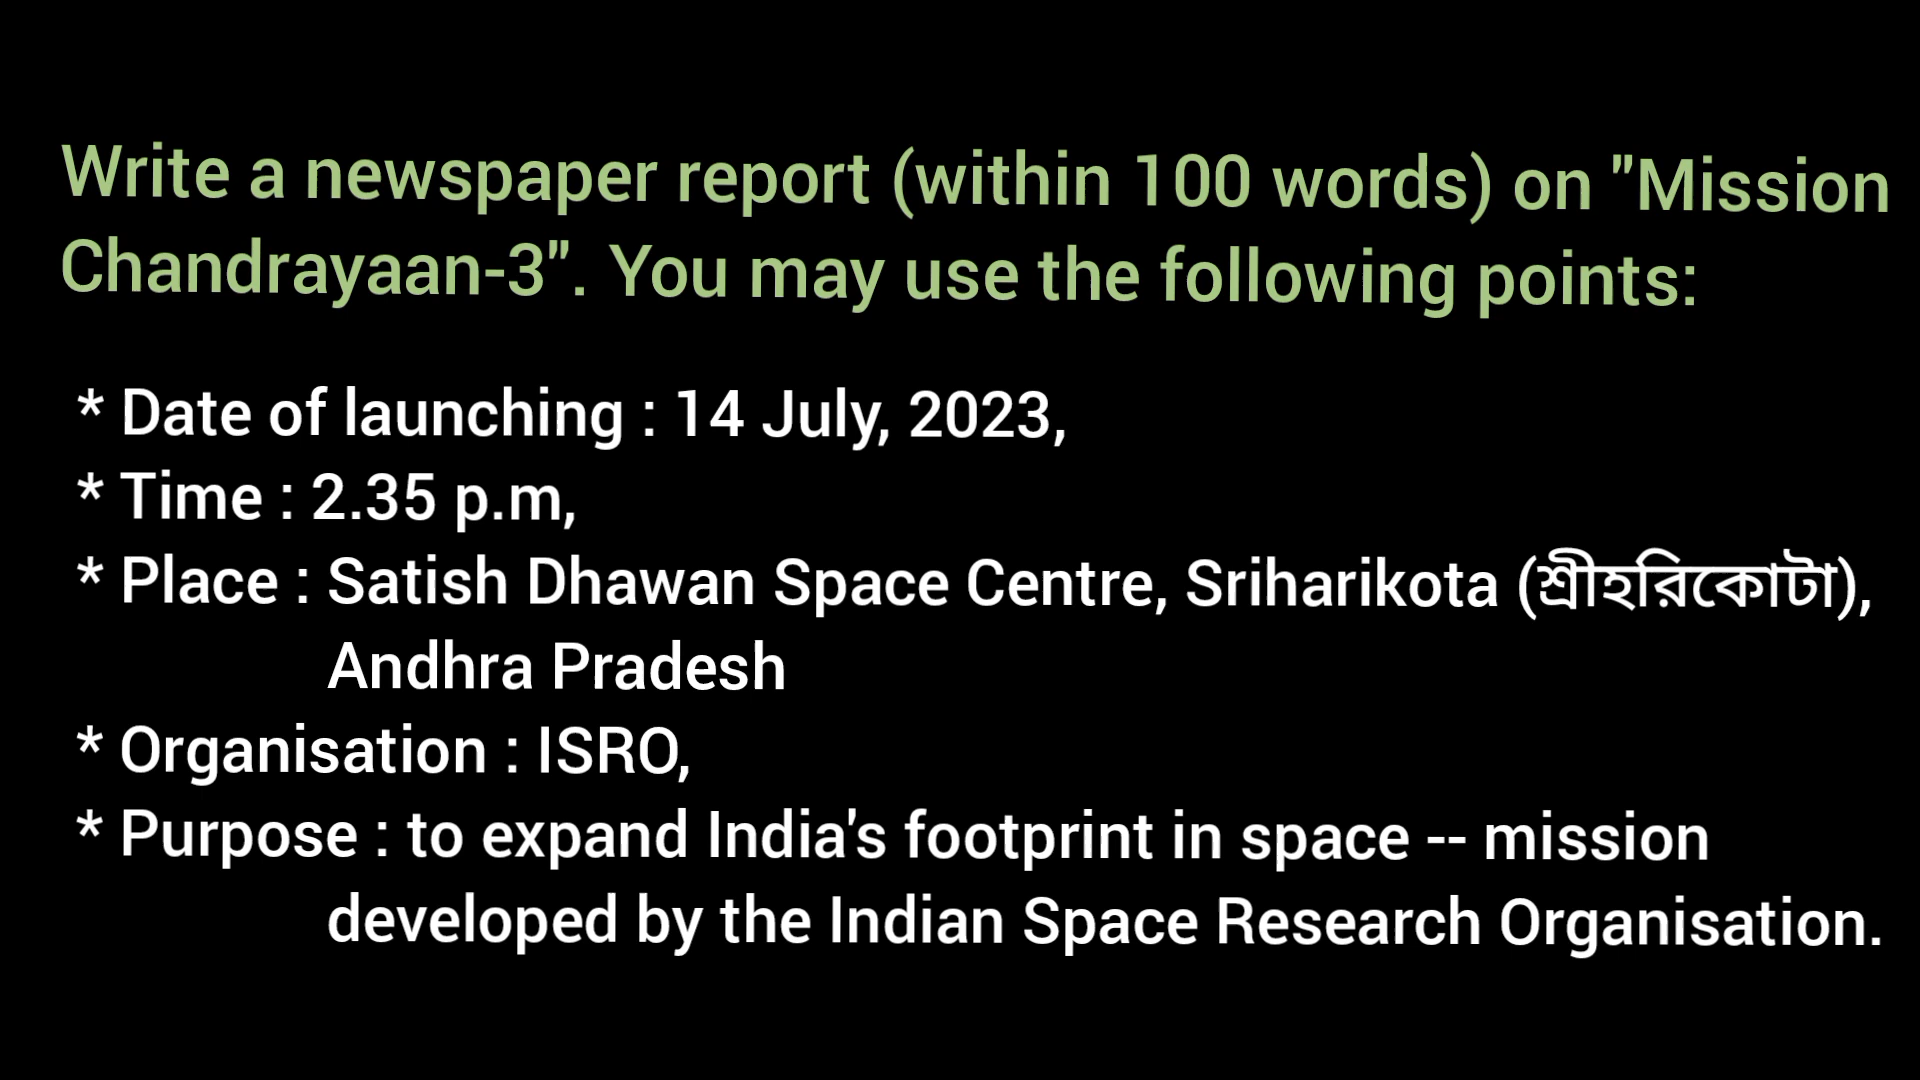 Write a newspaper report (within 100 words) on "Mission
Chandrayaan-3". You may use the following points:
* Date of launching : 14 July, 2023,
* Time : 2.35 p.m,
* Place : Satish Dhawan Space Centre, Sriharikota (শ্রীহরিকোটা),
Andhra Pradesh
* Organisation : ISRO,
* Purpose : to expand India's footprint in space -- mission
developed by the Indian Space Research Organisation.